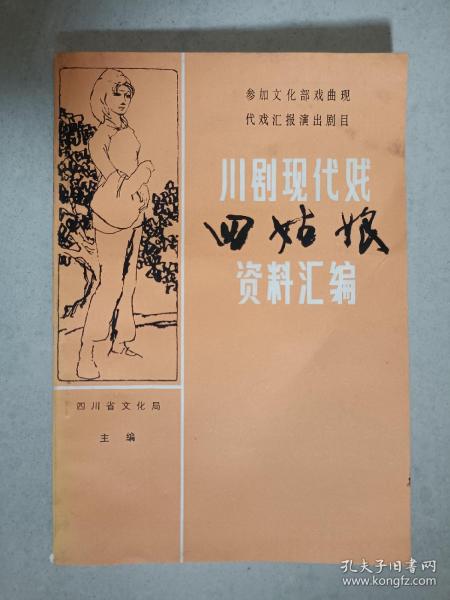 参加文化部戏曲现
代戏汇报演出剧目
川剧现代戏
四姑娘
资料汇编
四川省文化局
主编
孔夫子旧书网
www.kongfz.com